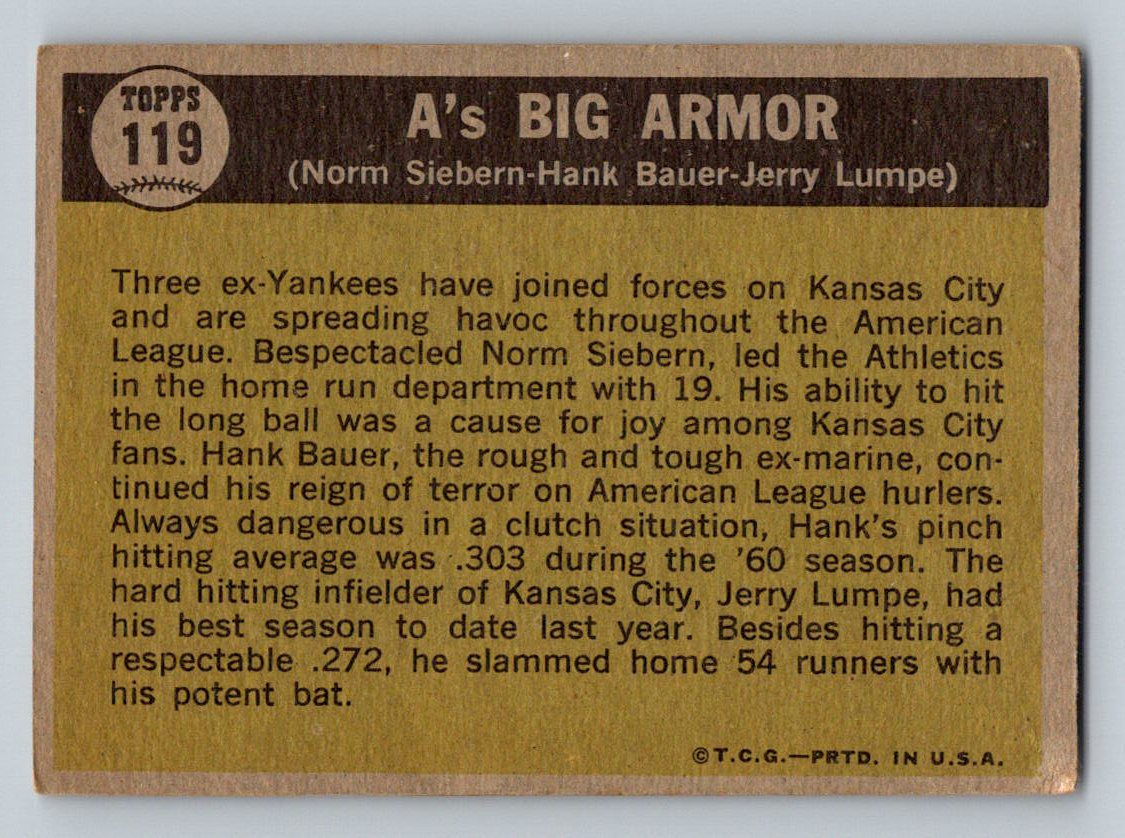 TOPPS
119
A's BIG ARMOR
(Norm Siebern-Hank Bauer-Jerry Lumpe)
Three ex-Yankees have joined forces on Kansas City
and are spreading havoc throughout the American
League. Bespectacled Norm Siebern, led the Athletics
in the home run department with 19. His ability to hit
the long ball was a cause for joy among Kansas City
fans. Hank Bauer, the rough and tough ex-marine, con-
tinued his reign of terror on American League hurlers.
Always dangerous in a clutch situation, Hank's pinch
hitting average was .303 during the '60 season. The
hard hitting infielder of Kansas City, Jerry Lumpe, had
his best season to date last year. Besides hitting a
respectable .272, he slammed home 54 runners with
his potent bat.
©T.C.G.—PRTD. IN U.S.A.